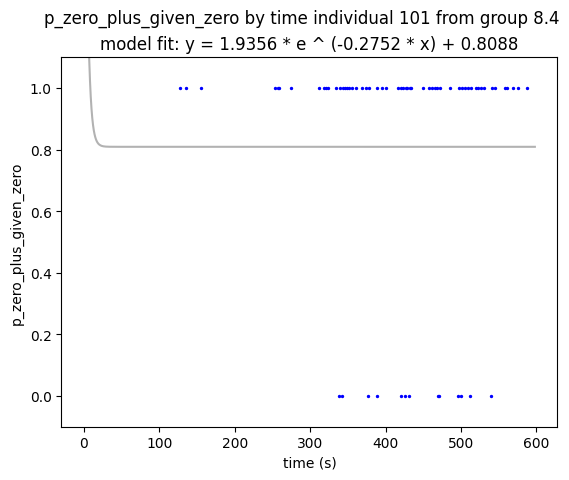 p_zero_plus_given_zero by time individual 101 from group 8.4
model fit: y = 1.9356 * e ^ (-0.2752 * x) + 0.8088
1.0
0.8
0.6
0.4
0.2
0.0
p_zero_plus_given_zero
0 100 200 300 400 500 600
time (s)